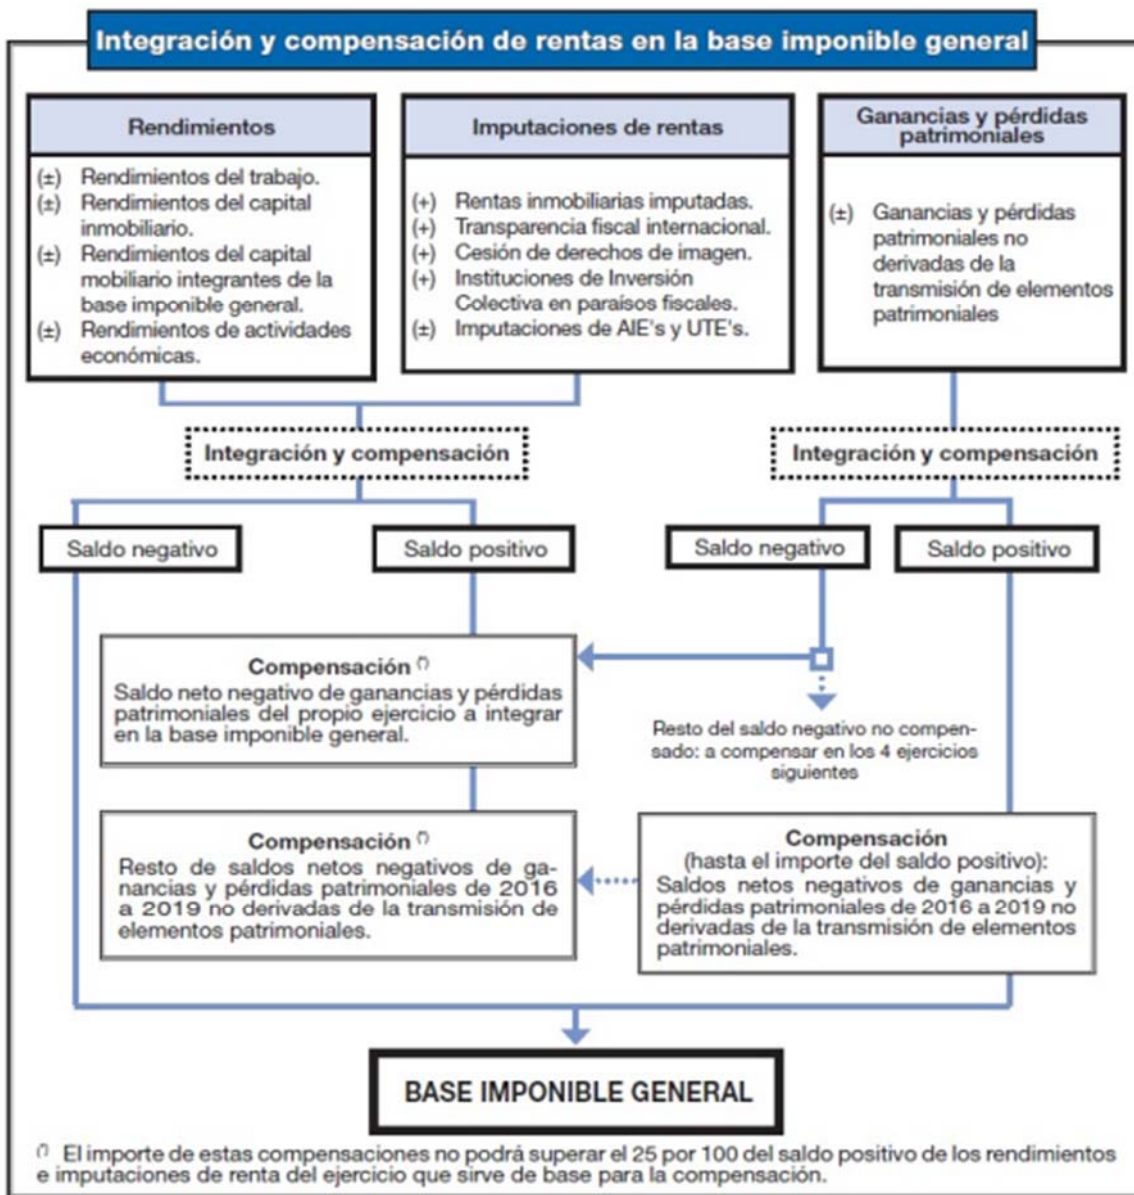 Integración y compensación de rentas en la base imponible general
Rendimientos
(±) Rendimientos del trabajo.
(±) Rendimientos del capital
inmobiliario.
(±) Rendimientos del capital
mobiliario integrantes de la
base imponible general.
(±) Rendimientos de actividades
económicas.
Imputaciones de rentas
(+) Rentas inmobiliarias imputadas.
(+) Transparencia fiscal internacional.
(+) Cesión de derechos de imagen.
(+) Instituciones de Inversión
Colectiva en paraísos fiscales.
(±) Imputaciones de AIE's y UTE's.
Ganancias y pérdidas
patrimoniales
(±) Ganancias y pérdidas
patrimoniales no
derivadas de la
transmisión de elementos
patrimoniales
Integración y compensación
Integración y compensación
Saldo negativo
Saldo positivo
Saldo negativo
Saldo positivo
Compensación (*)
Saldo neto negativo de ganancias y pérdidas
patrimoniales del propio ejercicio a integrar
en la base imponible general.
Resto del saldo negativo no compen-
sado: a compensar en los 4 ejercicios
siguientes
Compensación (*)
Resto de saldos netos negativos de ga-
nancias y pérdidas patrimoniales de 2016
a 2019 no derivadas de la transmisión de
elementos patrimoniales.
Compensación
(hasta el importe del saldo positivo):
Saldos netos negativos de ganancias y
pérdidas patrimoniales de 2016 a 2019 no
derivadas de la transmisión de elementos
patrimoniales.
BASE IMPONIBLE GENERAL
(*) El importe de estas compensaciones no podrá superar el 25 por 100 del saldo positivo de los rendimientos
e imputaciones de renta del ejercicio que sirve de base para la compensación.